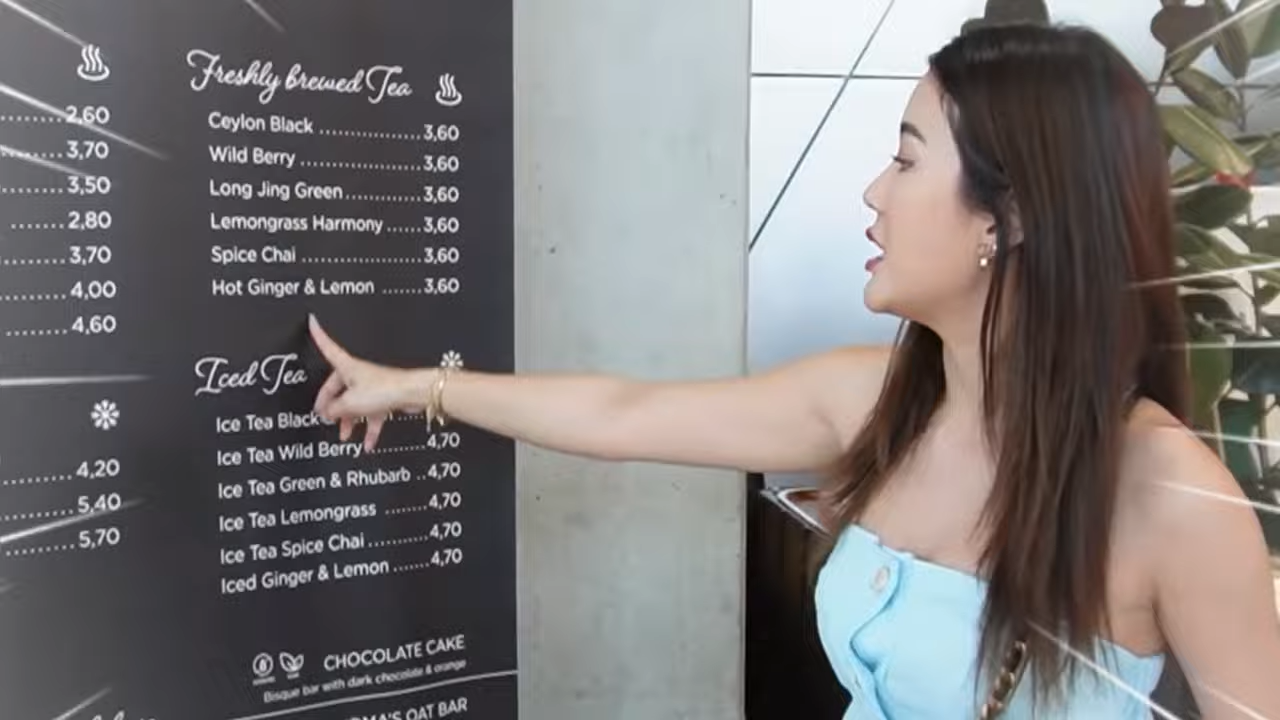 2,60
3,70
3,50
2,80
3,70
4,00
4,60
4,20
5,40
5,70
Freshly brewed Tea
Ceylon Black ................3,60
Wild Berry ...................3,60
Long Jing Green............3,60
Lemongrass Harmony ......3,60
Spice Chai ...................3,60
Hot Ginger & Lemon .......3,60
Iced Tea
Ice Tea Black
Ice Tea Wild Berry .........4,70
Ice Tea Green & Rhubarb ..4,70
Ice Tea Lemongrass .......4,70
Ice Tea Spice Chai .........4,70
Iced Ginger & Lemon ......4,70
CHOCOLATE CAKE
Bisque bar with dark chocolate & orange
OAT BAR